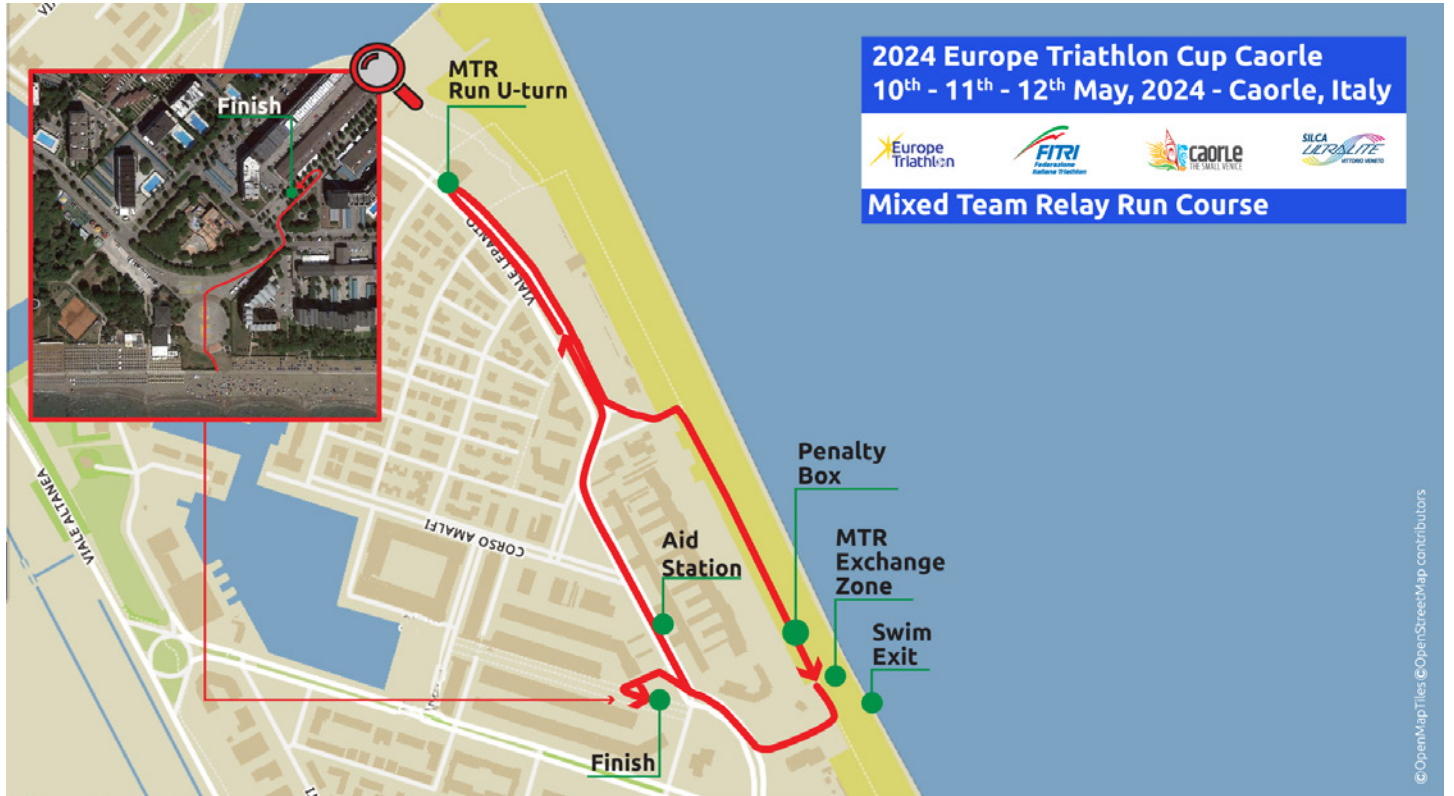 2024 Europe Triathlon Cup Caorle
10th - 11th - 12th May, 2024 - Caorle, Italy
Europe
Triathlon
FITRI
Federazione
Italiana Triathlon
CAORLE
THE SMALL VENICE
SILCA
ULTRALITE
VITTORIO VENETO
Mixed Team Relay Run Course
Finish
MTR
Run U-turn
VIALE LEPANTO
VIALE ALTANEA
CORSO AMALFI
Penalty
Box
Aid
Station
MTR
Exchange
Zone
Swim
Exit
Finish
©OpenMapTiles ©OpenStreetMap contributors